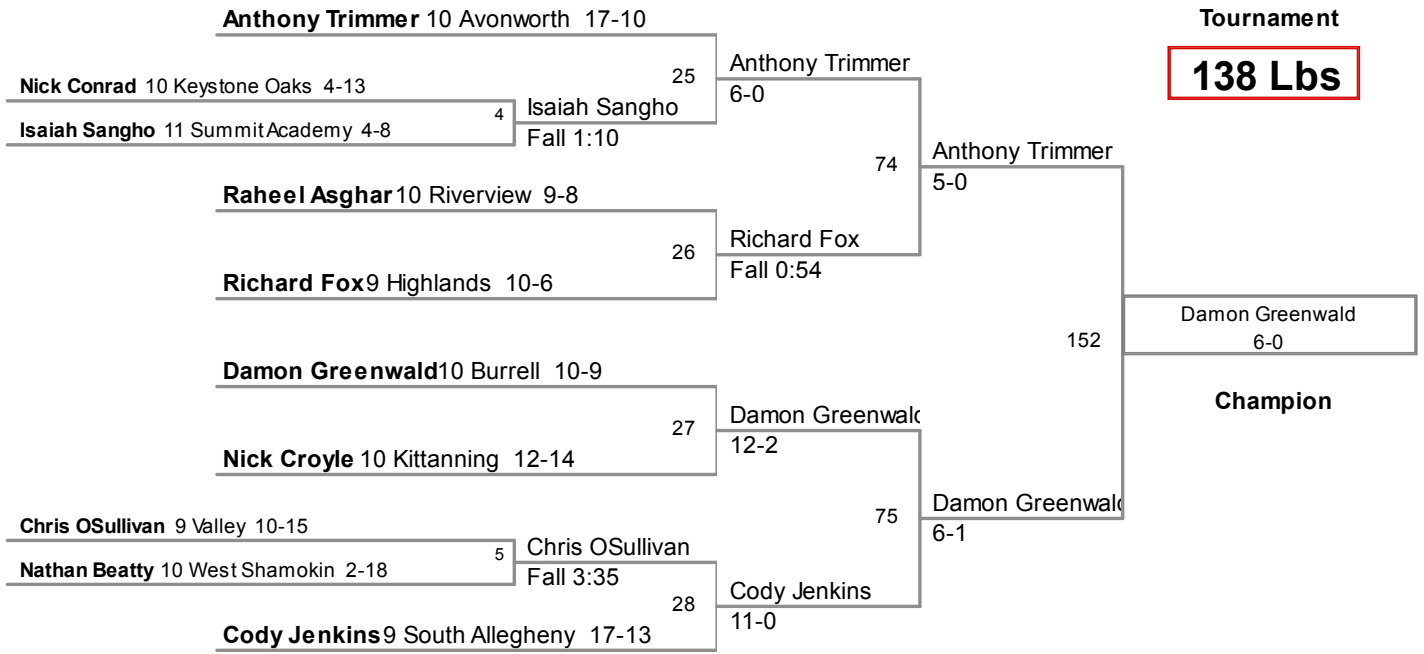 Anthony Trimmer 10 Avonworth 17-10
Tournament
138 Lbs
25
Anthony Trimmer
6-0
Nick Conrad 10 Keystone Oaks 4-13
4
Isaiah Sangho
Isaiah Sangho 11 Summit Academy 4-8
Fall 1:10
74
Anthony Trimmer
5-0
Raheel Asghar 10 Riverview 9-8
26
Richard Fox
Fall 0:54
Richard Fox 9 Highlands 10-6
152
Damon Greenwald
6-0
Champion
Damon Greenwald 10 Burrell 10-9
27
Damon Greenwald
12-2
Nick Croyle 10 Kittanning 12-14
75
Damon Greenwald
6-1
Chris OSullivan 9 Valley 10-15
5
Chris OSullivan
Nathan Beatty 10 West Shamokin 2-18
Fall 3:35
28
Cody Jenkins
11-0
Cody Jenkins 9 South Allegheny 17-13